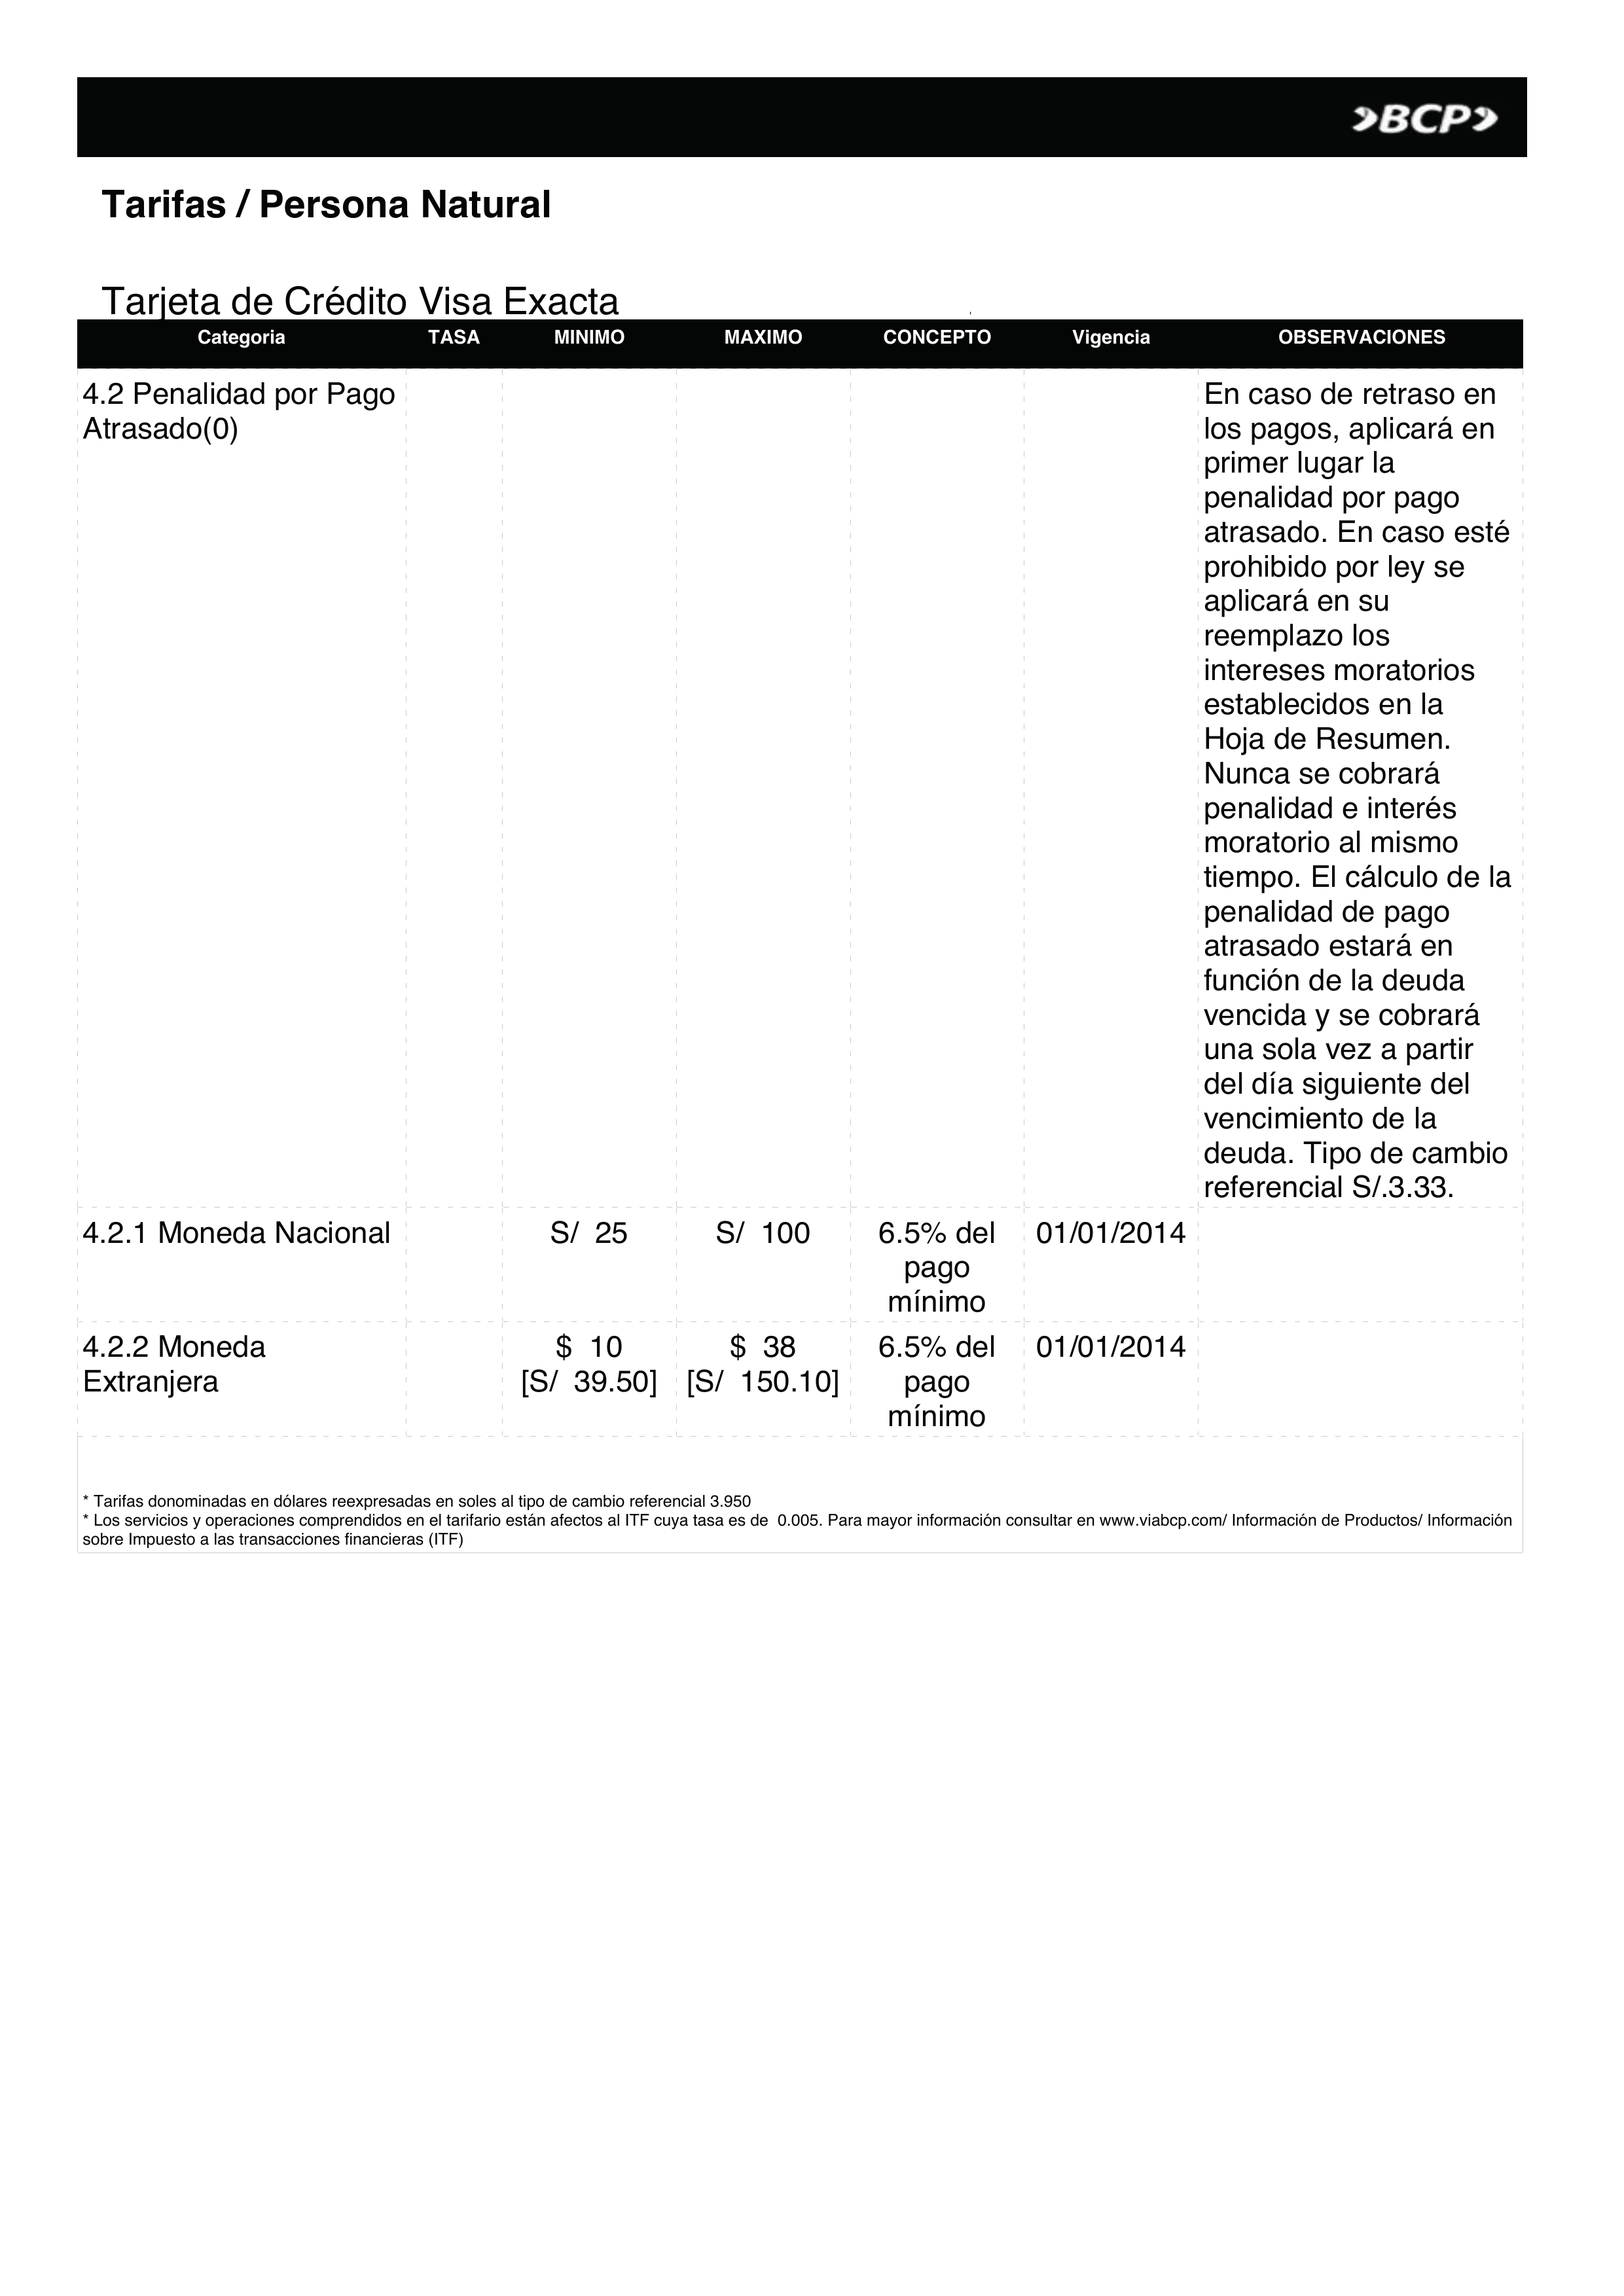 BCP
Tarifas / Persona Natural
Tarjeta de Crédito Visa Exacta
Categoria TASA MINIMO MAXIMO CONCEPTO Vigencia OBSERVACIONES
4.2 Penalidad por Pago
Atrasado(0)
En caso de retraso en
los pagos, aplicará en
primer lugar la
penalidad por pago
atrasado. En caso esté
prohibido por ley se
aplicará en su
reemplazo los
intereses moratorios
establecidos en la
Hoja de Resumen.
Nunca se cobrará
penalidad e interés
moratorio al mismo
tiempo. El cálculo de la
penalidad de pago
atrasado estará en
función de la deuda
vencida y se cobrará
una sola vez a partir
del día siguiente del
vencimiento de la
deuda. Tipo de cambio
referencial S/.3.33.
4.2.1 Moneda Nacional S/ 25 S/ 100 6.5% del 01/01/2014
pago
mínimo
4.2.2 Moneda $ 10 $ 38 6.5% del 01/01/2014
Extranjera [S/ 39.50] [S/ 150.10] pago
mínimo
* Tarifas donominadas en dólares reexpresadas en soles al tipo de cambio referencial 3.950
* Los servicios y operaciones comprendidos en el tarifario están afectos al ITF cuya tasa es de 0.005. Para mayor información consultar en www.viabcp.com/ Información de Productos/ Información
sobre Impuesto a las transacciones financieras (ITF)